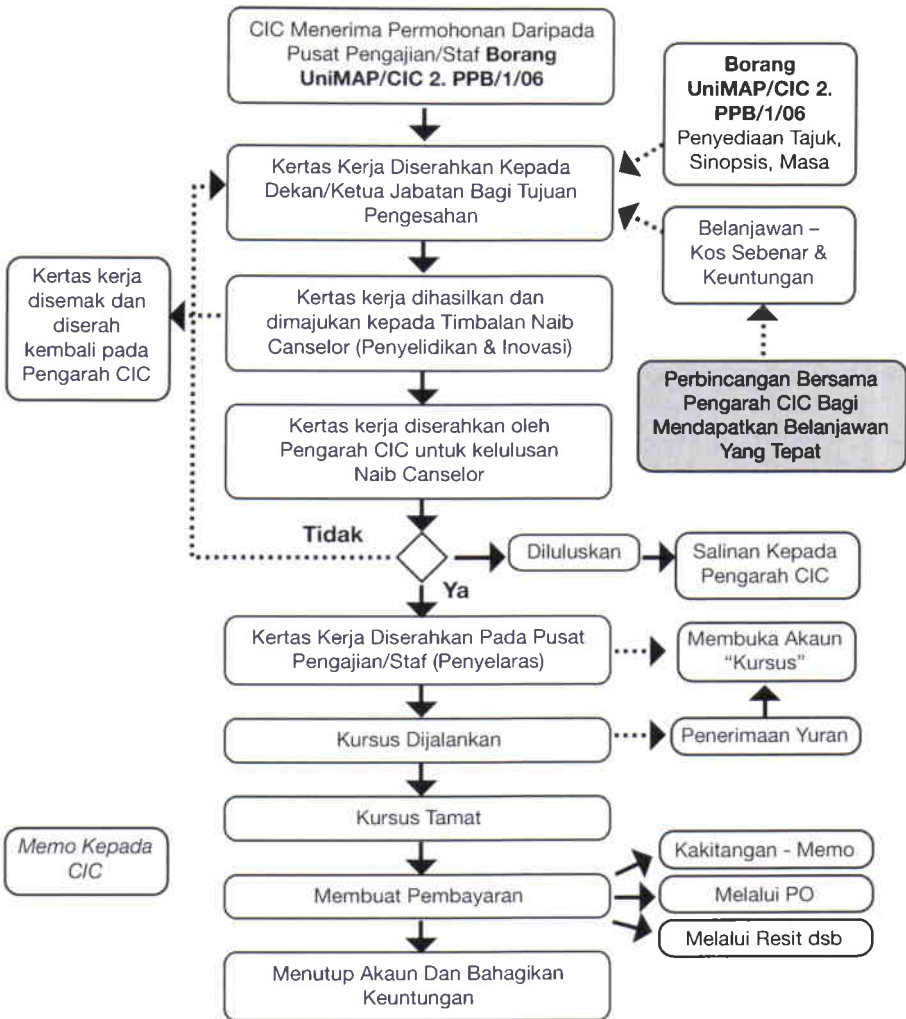 CIC Menerima Permohonan Daripada
Pusat Pengajian/Staf Borang
UniMAP/CIC 2. PPB/1/06
Borang
UniMAP/CIC 2.
PPB/1/06
Penyediaan Tajuk,
Sinopsis, Masa
Kertas Kerja Diserahkan Kepada
Dekan/Ketua Jabatan Bagi Tujuan
Pengesahan
Belanjawan –
Kos Sebenar &
Keuntungan
Kertas kerja
disemak dan
diserah
kembali pada
Pengarah CIC
Kertas kerja dihasilkan dan
dimajukan kepada Timbalan Naib
Canselor (Penyelidikan & Inovasi)
Perbincangan Bersama
Pengarah CIC Bagi
Mendapatkan Belanjawan
Yang Tepat
Kertas kerja diserahkan oleh
Pengarah CIC untuk kelulusan
Naib Canselor
Tidak
Diluluskan
Salinan Kepada
Pengarah CIC
Ya
Kertas Kerja Diserahkan Pada Pusat
Pengajian/Staf (Penyelaras)
Membuka Akaun
“Kursus”
Kursus Dijalankan
Penerimaan Yuran
Kursus Tamat
Memo Kepada
CIC
Kakitangan - Memo
Membuat Pembayaran
Melalui PO
Melalui Resit dsb
Menutup Akaun Dan Bahagikan
Keuntungan